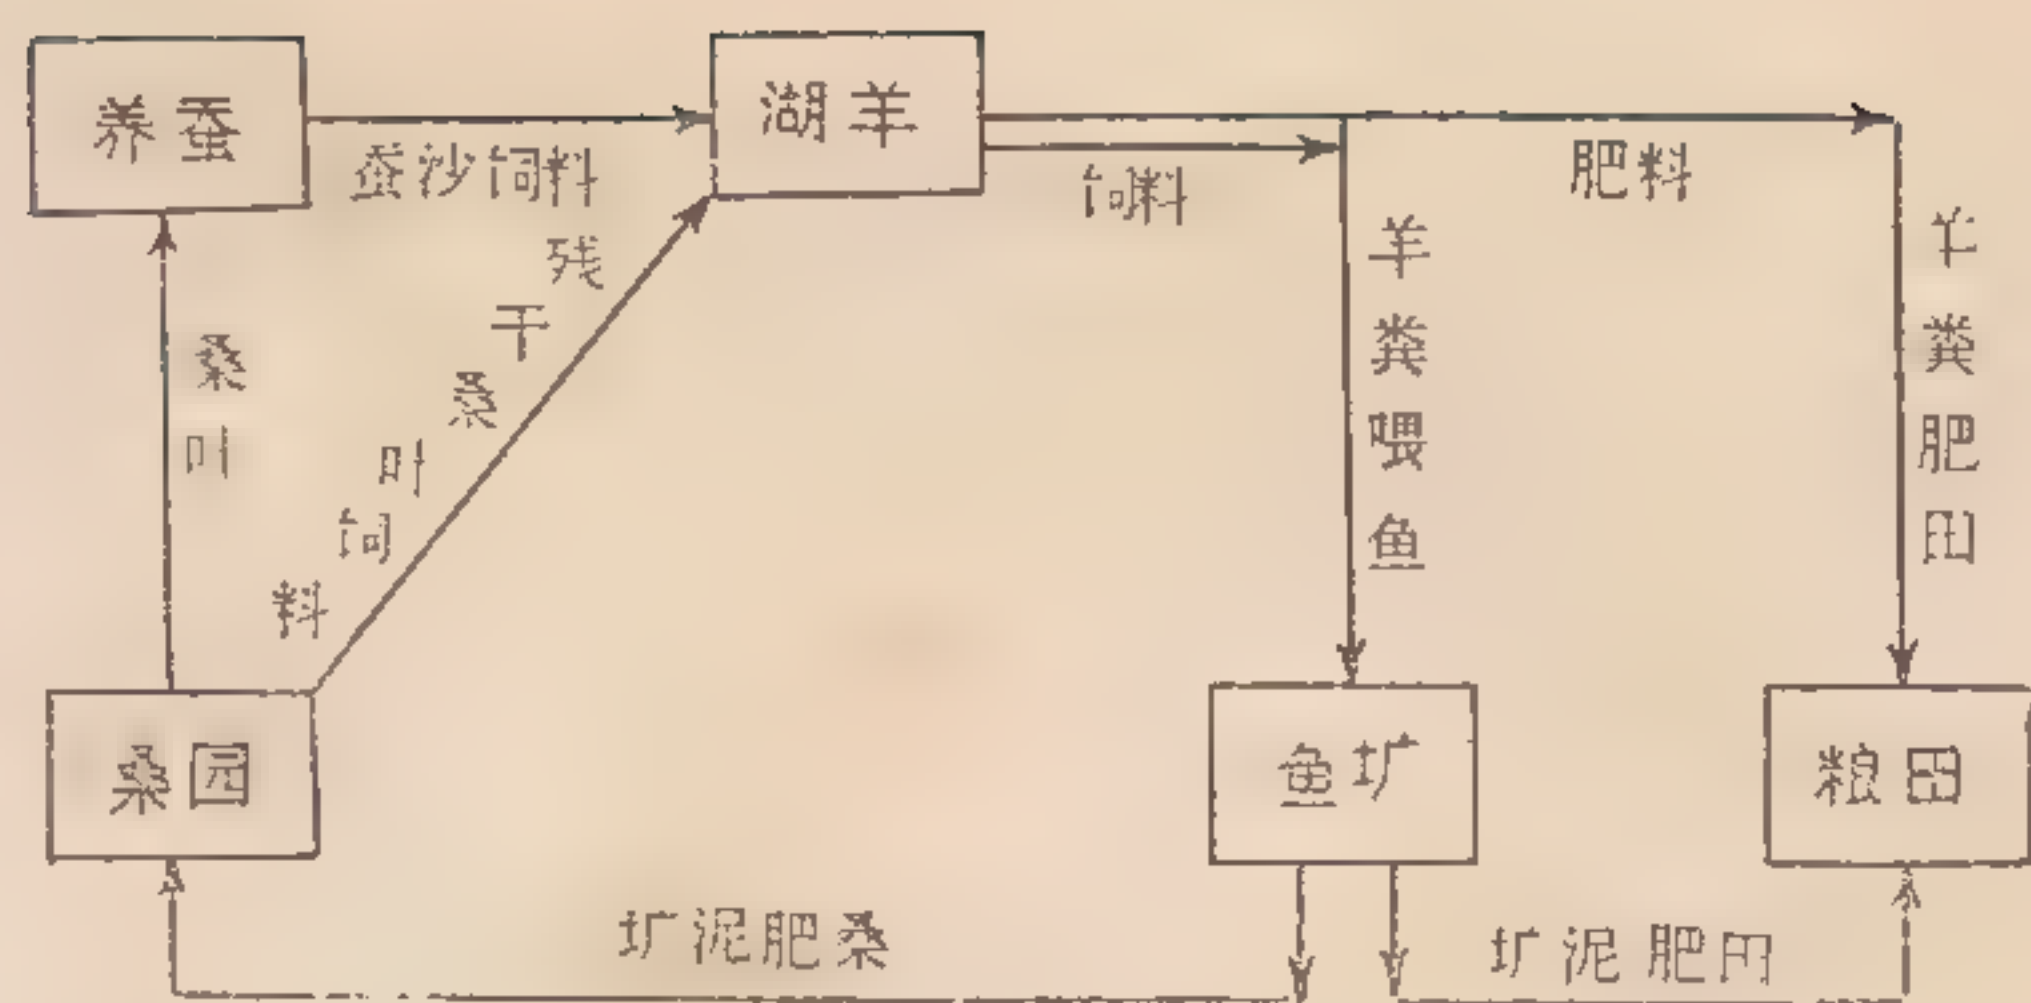 养蚕
湖羊
蚕沙饲料
饲料
肥料
桑叶
残干桑叶饲料
羊粪喂鱼
羊粪肥田
桑园
鱼圹
粮田
圹泥肥桑
圹泥肥田